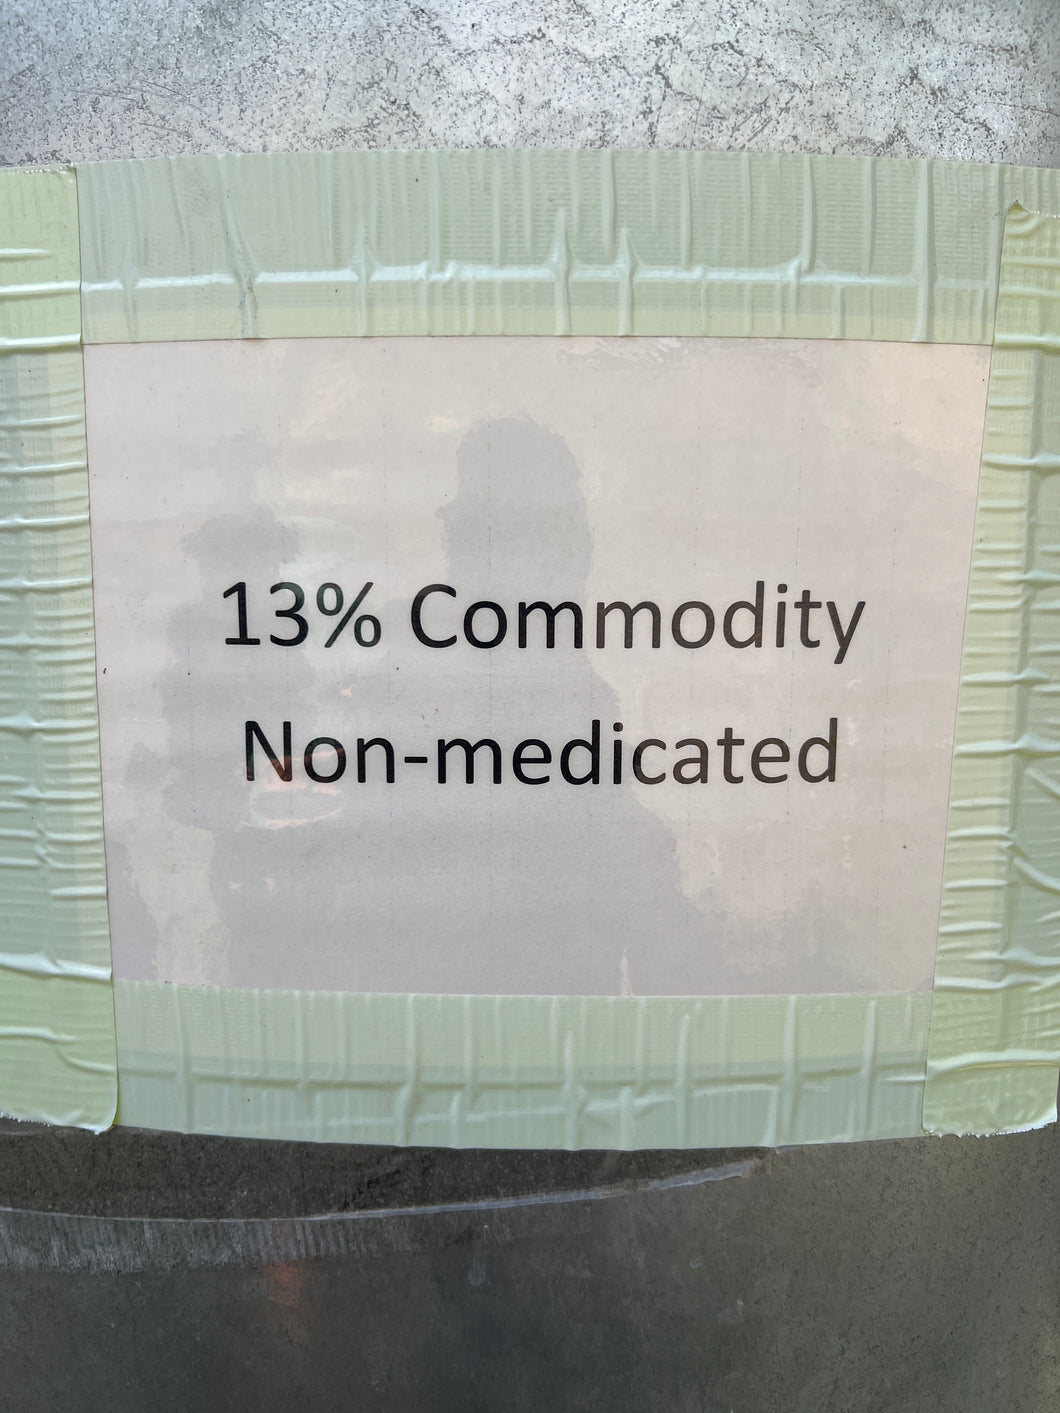 13% Commodity
Non-medicated